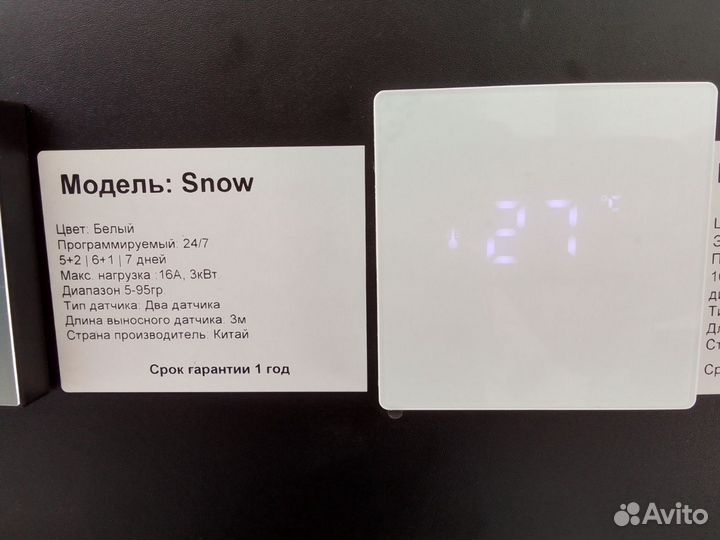 Модель: Snow
Цвет: Белый
Программируемый: 24/7
5+2 | 6+1 | 7 дней
Макс. нагрузка :16А, 3кВт.
Диапазон 5-95гр
Тип датчика: Два датчика
Длина выносного датчика: 3м
Страна производитель. Китай
Срок гарантии 1 год
27 °C
Avito